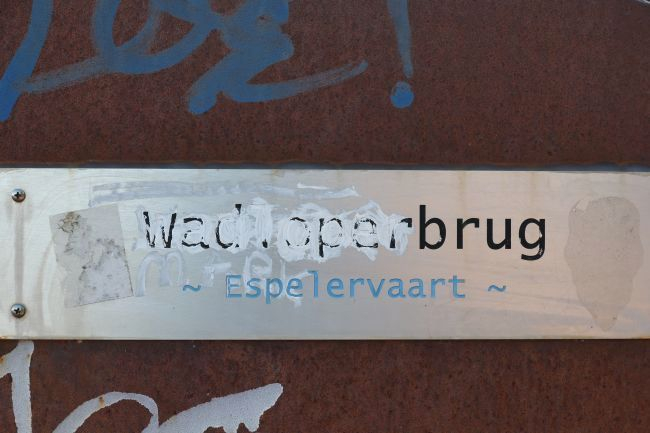 Wadloperbrug
~ Espelervaart ~